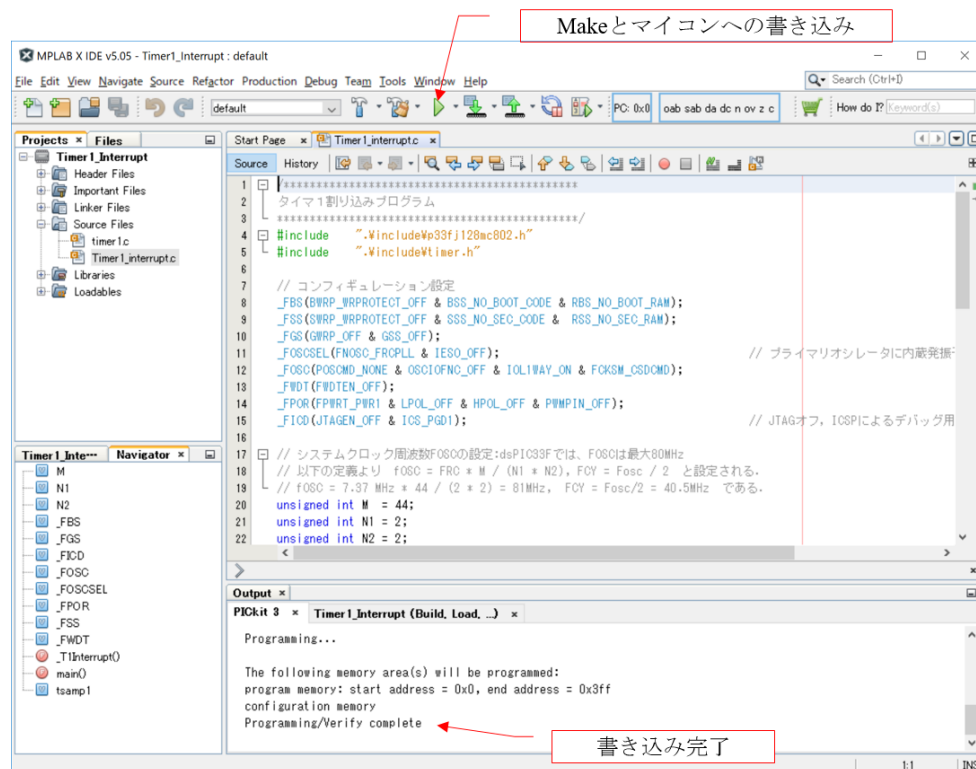 Makeとマイコンへの書き込み
MPLAB X IDE v5.05 - Timer1_Interrupt : default
File Edit View Navigate Source Refactor Production Debug Team Tools Window Help
Search (Ctrl+I)
default
PC: 0x0
oab sab da dc n ov z c
How do I? Keyword(s)
Projects × Files
Start Page × Timer1_interrupt.c ×
Timer1_Interrupt
Header Files
Important Files
Linker Files
Source Files
timer1.c
Timer1_interrupt.c
Libraries
Loadables
Source History
1 /**********************************************
2 タイマ１割り込みプログラム
3 ***********************************************/
4 #include ".¥include¥p33fj128mc802.h"
5 #include ".¥include¥timer.h"
6
7 // コンフィギュレーション設定
8 _FBS(BWRP_WRPROTECT_OFF & BSS_NO_BOOT_CODE & RBS_NO_BOOT_RAM);
9 _FSS(SWRP_WRPROTECT_OFF & SSS_NO_SEC_CODE & RSS_NO_SEC_RAM);
10 _FGS(GWRP_OFF & GSS_OFF);
11 _FOSCSEL(FNOSC_FRCPLL & IESO_OFF); // プライマリオシレータに内蔵発振
12 _FOSC(POSCMD_NONE & OSCIOFNC_OFF & IOL1WAY_ON & FCKSM_CSDCMD);
13 _FWDT(FWDTEN_OFF);
14 _FPOR(FPWRT_PWR1 & LPOL_OFF & HPOL_OFF & PWMPIN_OFF);
15 _FICD(JTAGEN_OFF & ICS_PGD1); // JTAGオフ，ICSPによるデバッグ用
16
17 // システムクロック周波数FOSCの設定:dsPIC33Fでは、FOSCは最大80MHz
18 // 以下の定義より fOSC = FRC * M / (N1 * N2)，FCY = Fosc / 2 と設定される.
19 // fOSC = 7.37 MHz * 44 / (2 * 2) = 81MHz， FCY = Fosc/2 = 40.5MHz である.
20 unsigned int M = 44;
21 unsigned int N1 = 2;
22 unsigned int N2 = 2;
Timer1_Inte… Navigator ×
M
N1
N2
_FBS
_FGS
_FICD
_FOSC
_FOSCSEL
_FPOR
_FSS
_FWDT
_T1Interrupt()
main()
tsamp1
Output ×
PICkit 3 × Timer1_Interrupt (Build, Load, ...) ×
Programming...
The following memory area(s) will be programmed:
program memory: start address = 0x0, end address = 0x3ff
configuration memory
Programming/Verify complete
書き込み完了
1:1 INS